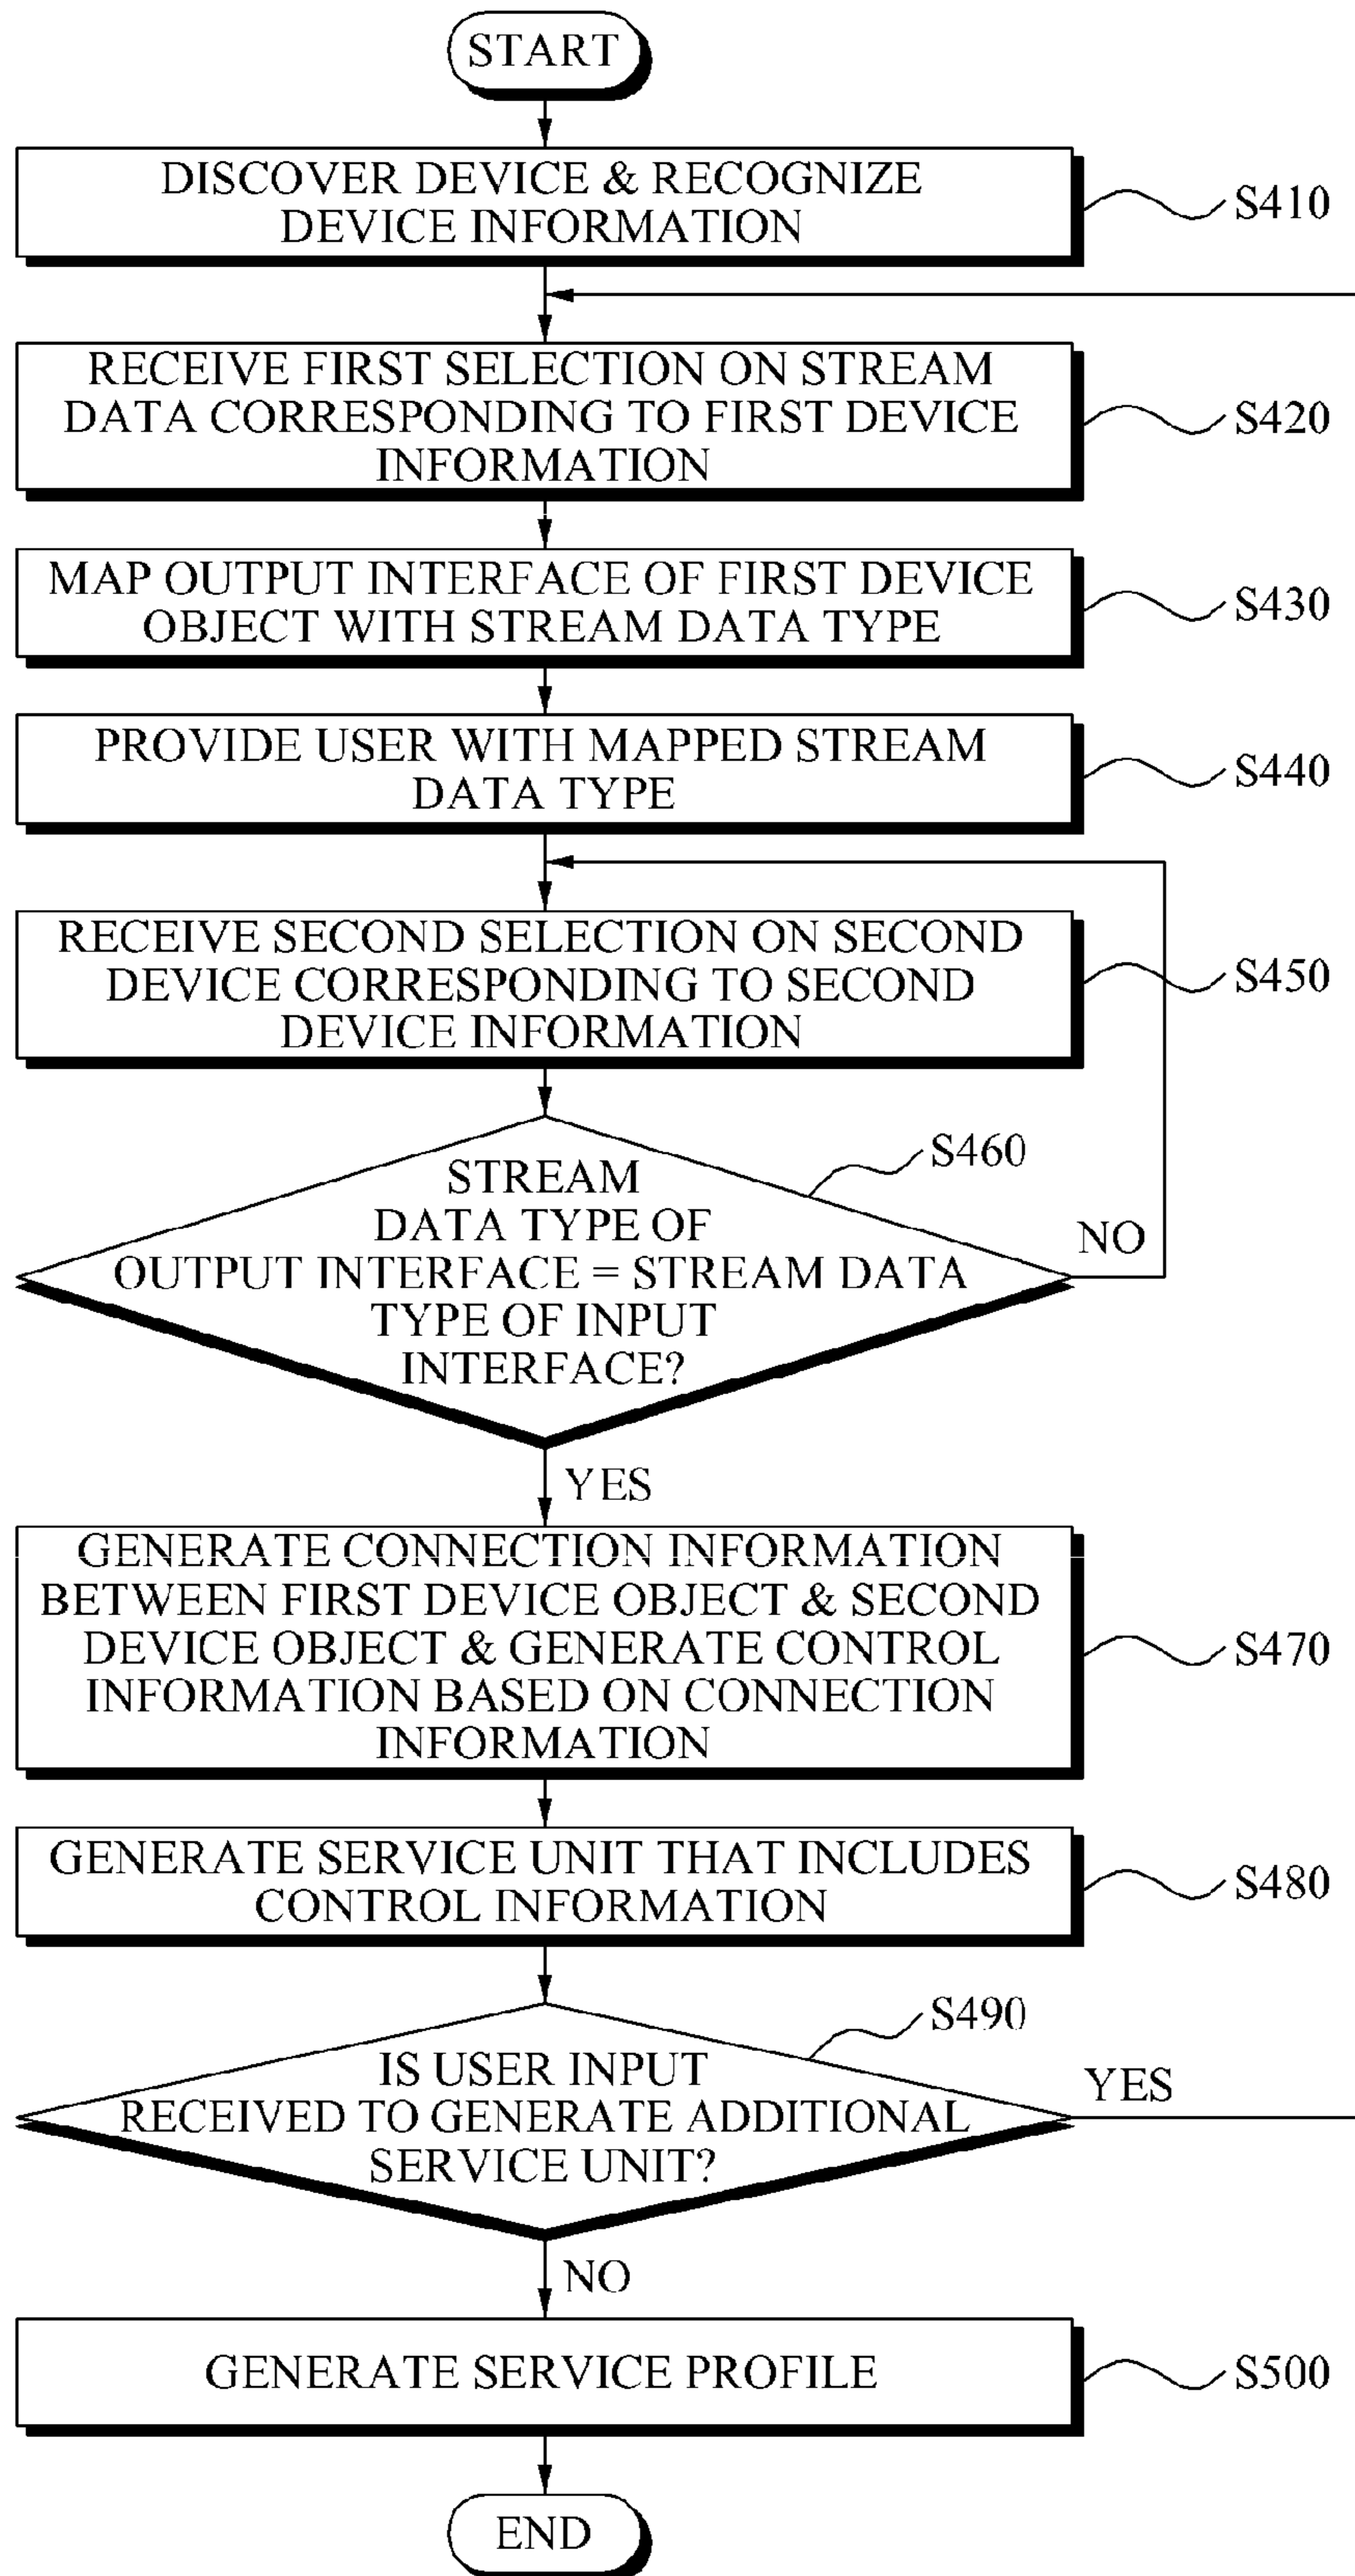 START
DISCOVER DEVICE & RECOGNIZE
DEVICE INFORMATION
S410
RECEIVE FIRST SELECTION ON STREAM
DATA CORRESPONDING TO FIRST DEVICE
INFORMATION
S420
MAP OUTPUT INTERFACE OF FIRST DEVICE
OBJECT WITH STREAM DATA TYPE
S430
PROVIDE USER WITH MAPPED STREAM
DATA TYPE
S440
RECEIVE SECOND SELECTION ON SECOND
DEVICE CORRESPONDING TO SECOND
DEVICE INFORMATION
S450
S460
STREAM
DATA TYPE OF
OUTPUT INTERFACE = STREAM DATA
TYPE OF INPUT
INTERFACE?
NO
YES
GENERATE CONNECTION INFORMATION
BETWEEN FIRST DEVICE OBJECT & SECOND
DEVICE OBJECT & GENERATE CONTROL
INFORMATION BASED ON CONNECTION
INFORMATION
S470
GENERATE SERVICE UNIT THAT INCLUDES
CONTROL INFORMATION
S480
S490
IS USER INPUT
RECEIVED TO GENERATE ADDITIONAL
SERVICE UNIT?
YES
NO
GENERATE SERVICE PROFILE
S500
END